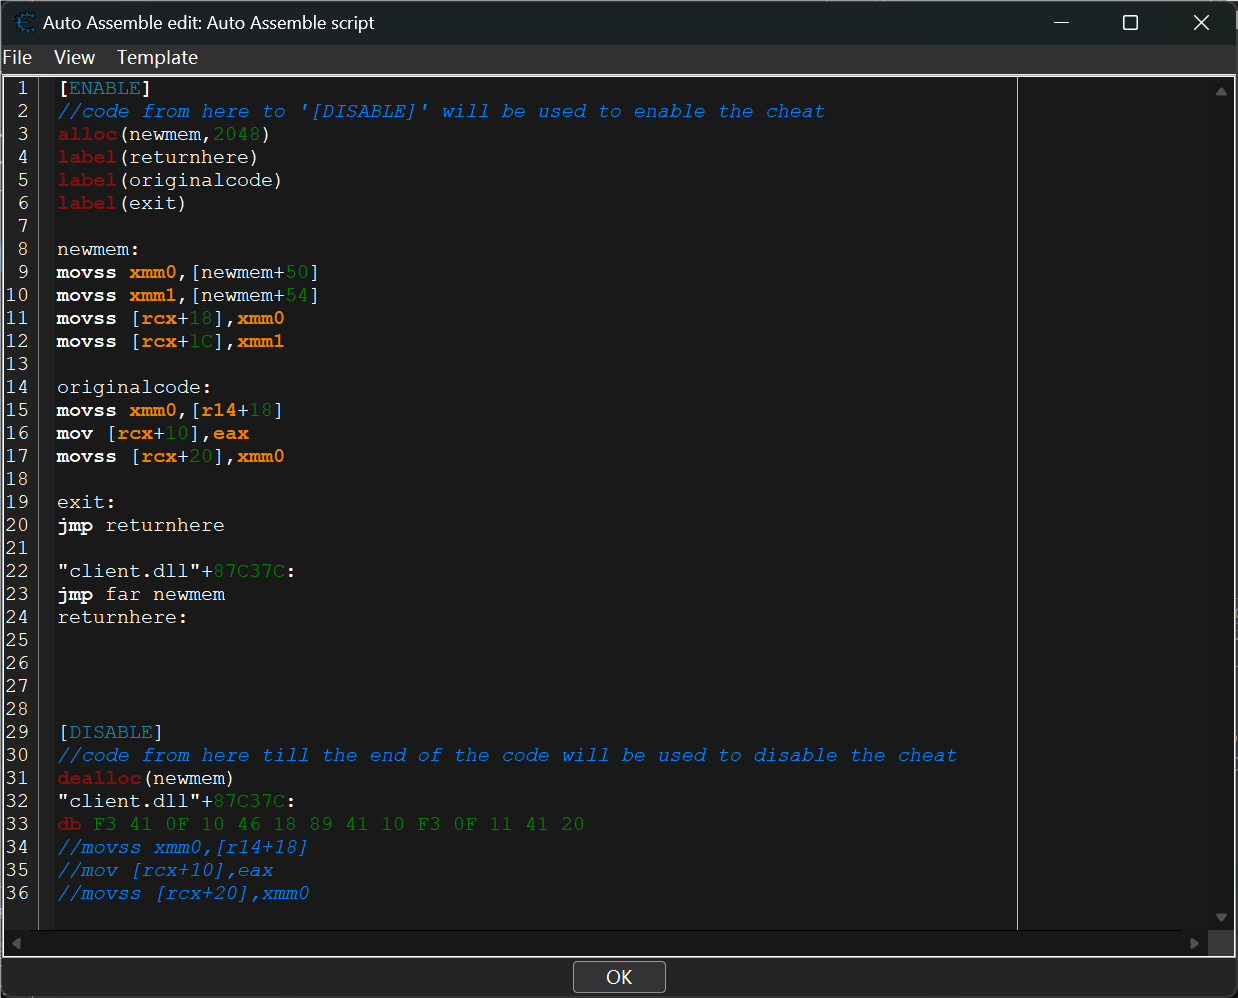 Auto Assemble edit: Auto Assemble script
File View Template
1 [ENABLE]
2 //code from here to '[DISABLE]' will be used to enable the cheat
3 alloc(newmem,2048)
4 label(returnhere)
5 label(originalcode)
6 label(exit)
7
8 newmem:
9 movss xmm0,[newmem+50]
10 movss xmm1,[newmem+54]
11 movss [rcx+18],xmm0
12 movss [rcx+1C],xmm1
13
14 originalcode:
15 movss xmm0,[r14+18]
16 mov [rcx+10],eax
17 movss [rcx+20],xmm0
18
19 exit:
20 jmp returnhere
21
22 "client.dll"+87C37C:
23 jmp far newmem
24 returnhere:
25
26
27
28
29 [DISABLE]
30 //code from here till the end of the code will be used to disable the cheat
31 dealloc(newmem)
32 "client.dll"+87C37C:
33 db F3 41 0F 10 46 18 89 41 10 F3 0F 11 41 20
34 //movss xmm0,[r14+18]
35 //mov [rcx+10],eax
36 //movss [rcx+20],xmm0
OK